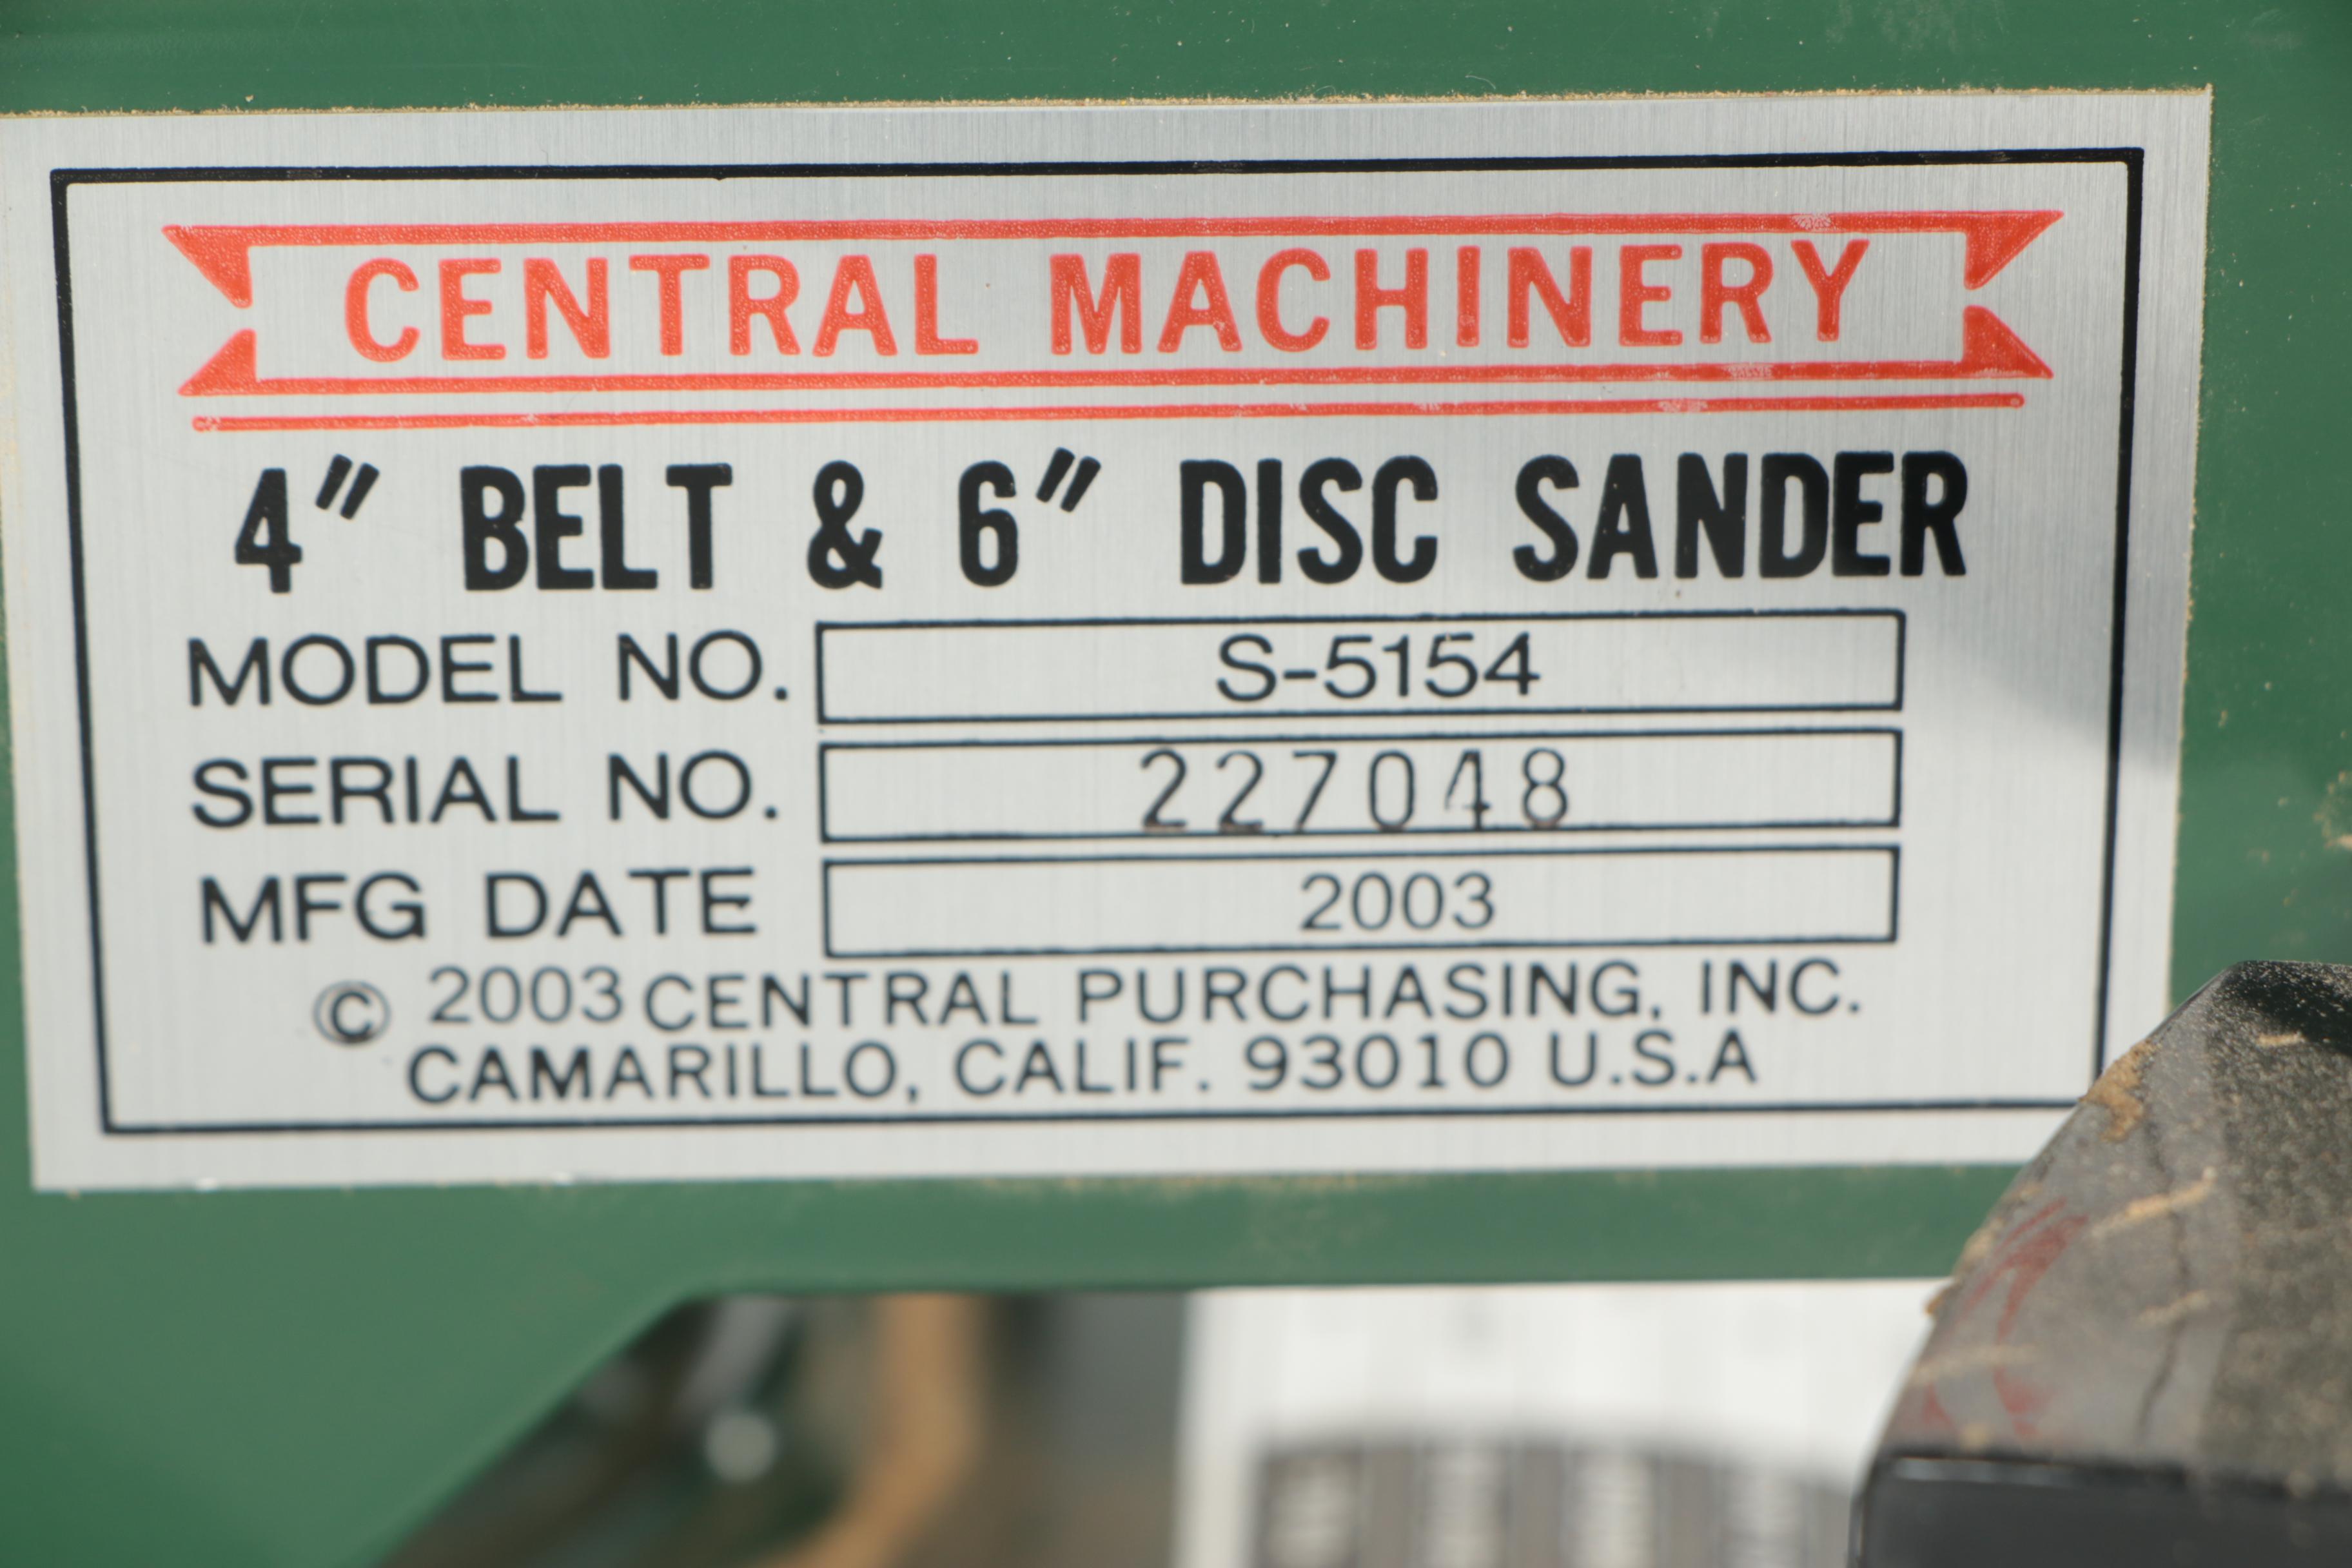 CENTRAL MACHINERY
4" BELT & 6" DISC SANDER
MODEL NO. S-5154
SERIAL NO. 227048
MFG DATE 2003
© 2003 CENTRAL PURCHASING, INC.
CAMARILLO, CALIF. 93010 U.S.A